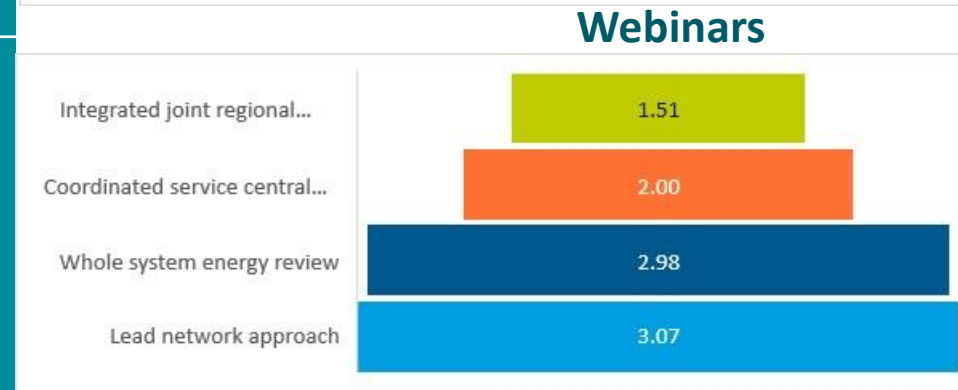 Webinars
Integrated joint regional... 1.51
Coordinated service central... 2.00
Whole system energy review 2.98
Lead network approach 3.07